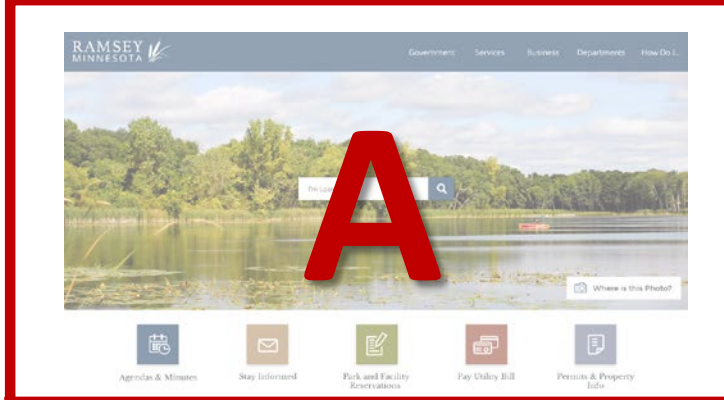 RAMSEY
MINNESOTA
Government Services Business Departments How Do I...
I'm Loo
A
Where is this Photo?
Agendas & Minutes Stay Informed Park and Facility Reservations Pay Utility Bill Permits & Property Info